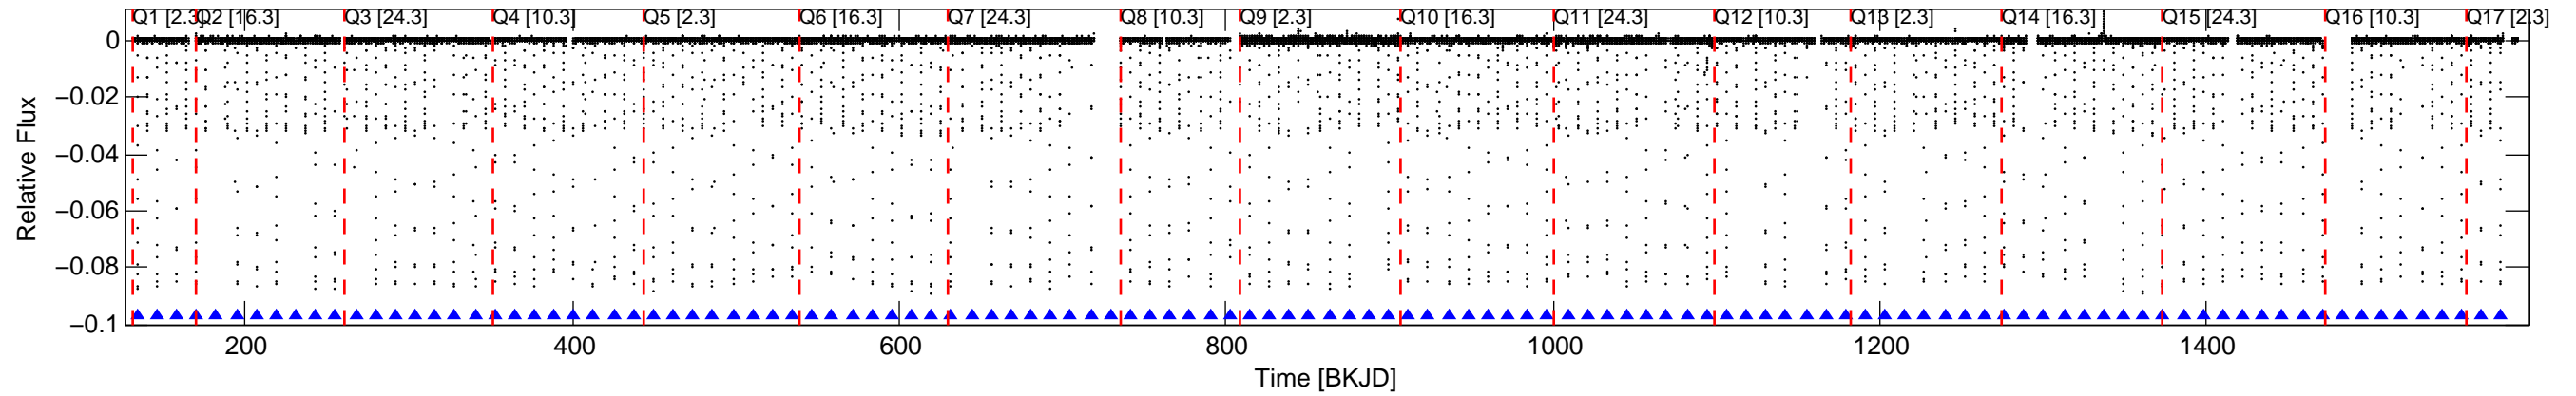 Q1 [2.3] Q2 [16.3] Q3 [24.3] Q4 [10.3] Q5 [2.3] Q6 [16.3] Q7 [24.3] Q8 [10.3] Q9 [2.3] Q10 [16.3] Q11 [24.3] Q12 [10.3] Q13 [2.3] Q14 [16.3] Q15 [24.3] Q16 [10.3] Q17 [2.3]
0
−0.02
−0.04
−0.06
−0.08
−0.1
Relative Flux
200 400 600 800 1000 1200 1400
Time [BKJD]